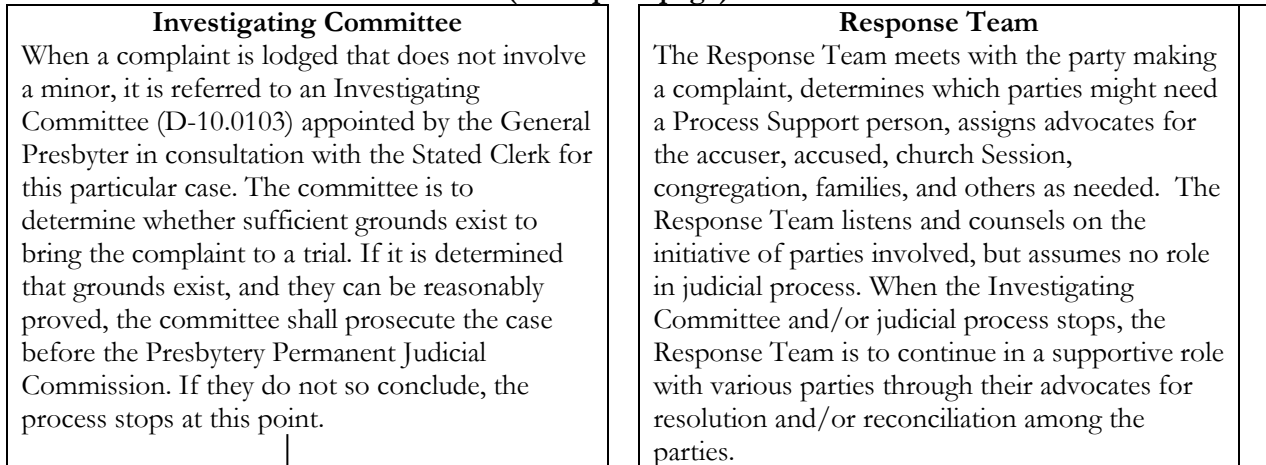 Investigating Committee
When a complaint is lodged that does not involve
a minor, it is referred to an Investigating
Committee (D-10.0103) appointed by the General
Presbyter in consultation with the Stated Clerk for
this particular case. The committee is to
determine whether sufficient grounds exist to
bring the complaint to a trial. If it is determined
that grounds exist, and they can be reasonably
proved, the committee shall prosecute the case
before the Presbytery Permanent Judicial
Commission. If they do not so conclude, the
process stops at this point.
Response Team
The Response Team meets with the party making
a complaint, determines which parties might need
a Process Support person, assigns advocates for
the accuser, accused, church Session,
congregation, families, and others as needed.  The
Response Team listens and counsels on the
initiative of parties involved, but assumes no role
in judicial process. When the Investigating
Committee and/or judicial process stops, the
Response Team is to continue in a supportive role
with various parties through their advocates for
resolution and/or reconciliation among the
parties.